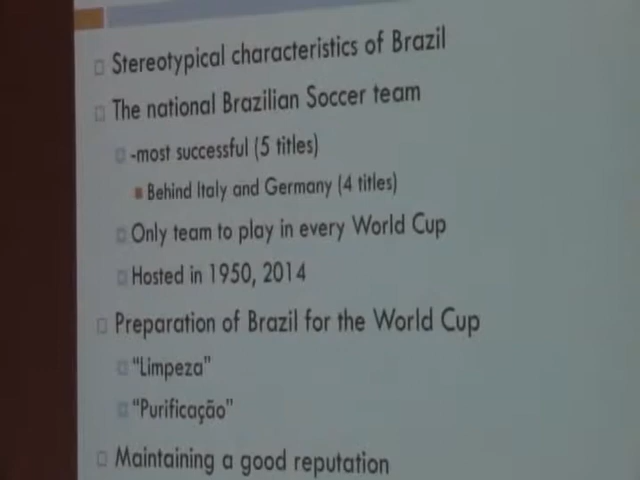 Stereotypical characteristics of Brazil
The national Brazilian Soccer team
-most successful (5 titles)
Behind Italy and Germany (4 titles)
Only team to play in every World Cup
Hosted in 1950, 2014
Preparation of Brazil for the World Cup
"Limpeza"
"Purificação"
Maintaining a good reputation